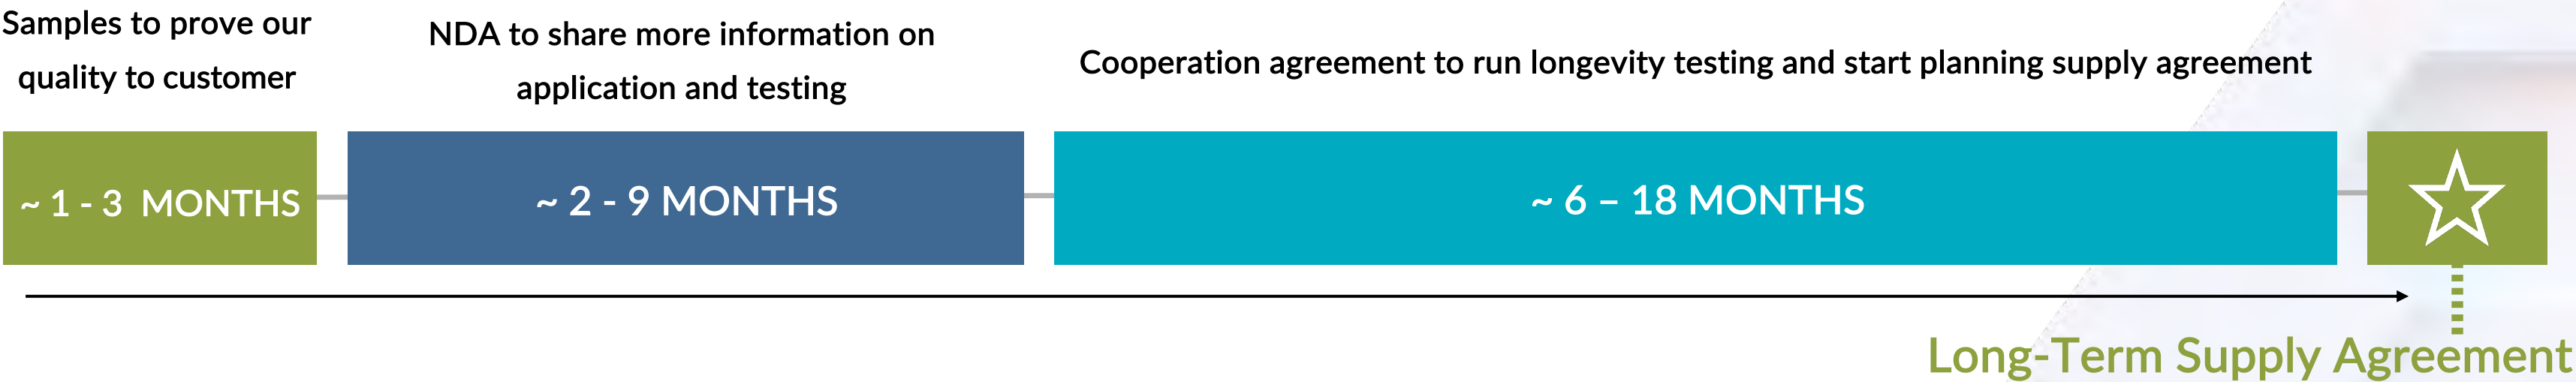 Samples to prove our
quality to customer
NDA to share more information on
application and testing
Cooperation agreement to run longevity testing and start planning supply agreement
~ 1 - 3  MONTHS
~ 2 - 9 MONTHS
~ 6 – 18 MONTHS
Long-Term Supply Agreement